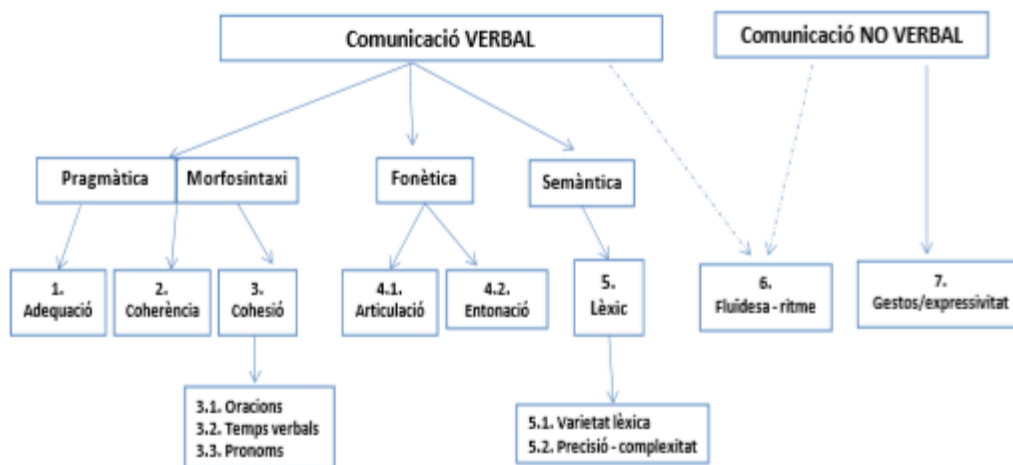 Comunicació VERBAL
Comunicació NO VERBAL
Pragmàtica
Morfosintaxi
Fonètica
Semàntica
1.
Adequació
2.
Coherència
3.
Cohesió
4.1.
Articulació
4.2.
Entonació
5.
Lèxic
6.
Fluidesa - ritme
7.
Gestos/expressivitat
3.1. Oracions
3.2. Temps verbals
3.3. Pronoms
5.1. Varietat lèxica
5.2. Precisió - complexitat